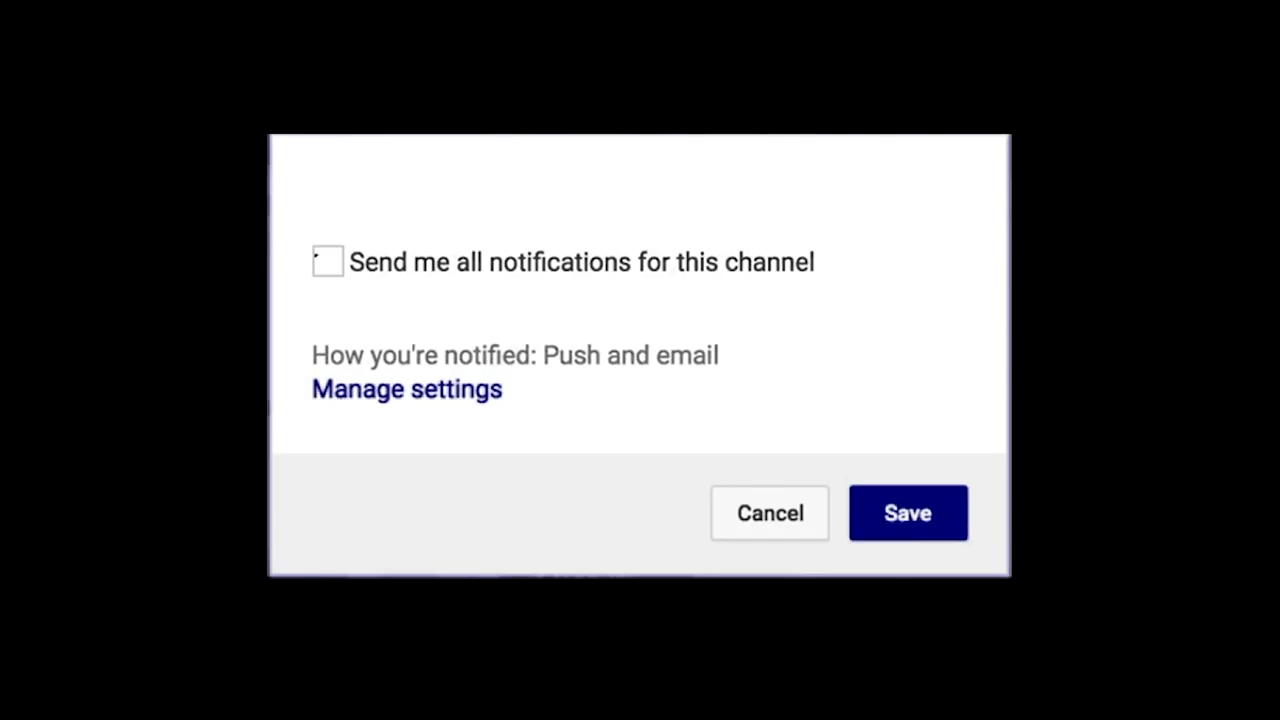 Send me all notifications for this channel
How you're notified: Push and email
Manage settings
Cancel
Save